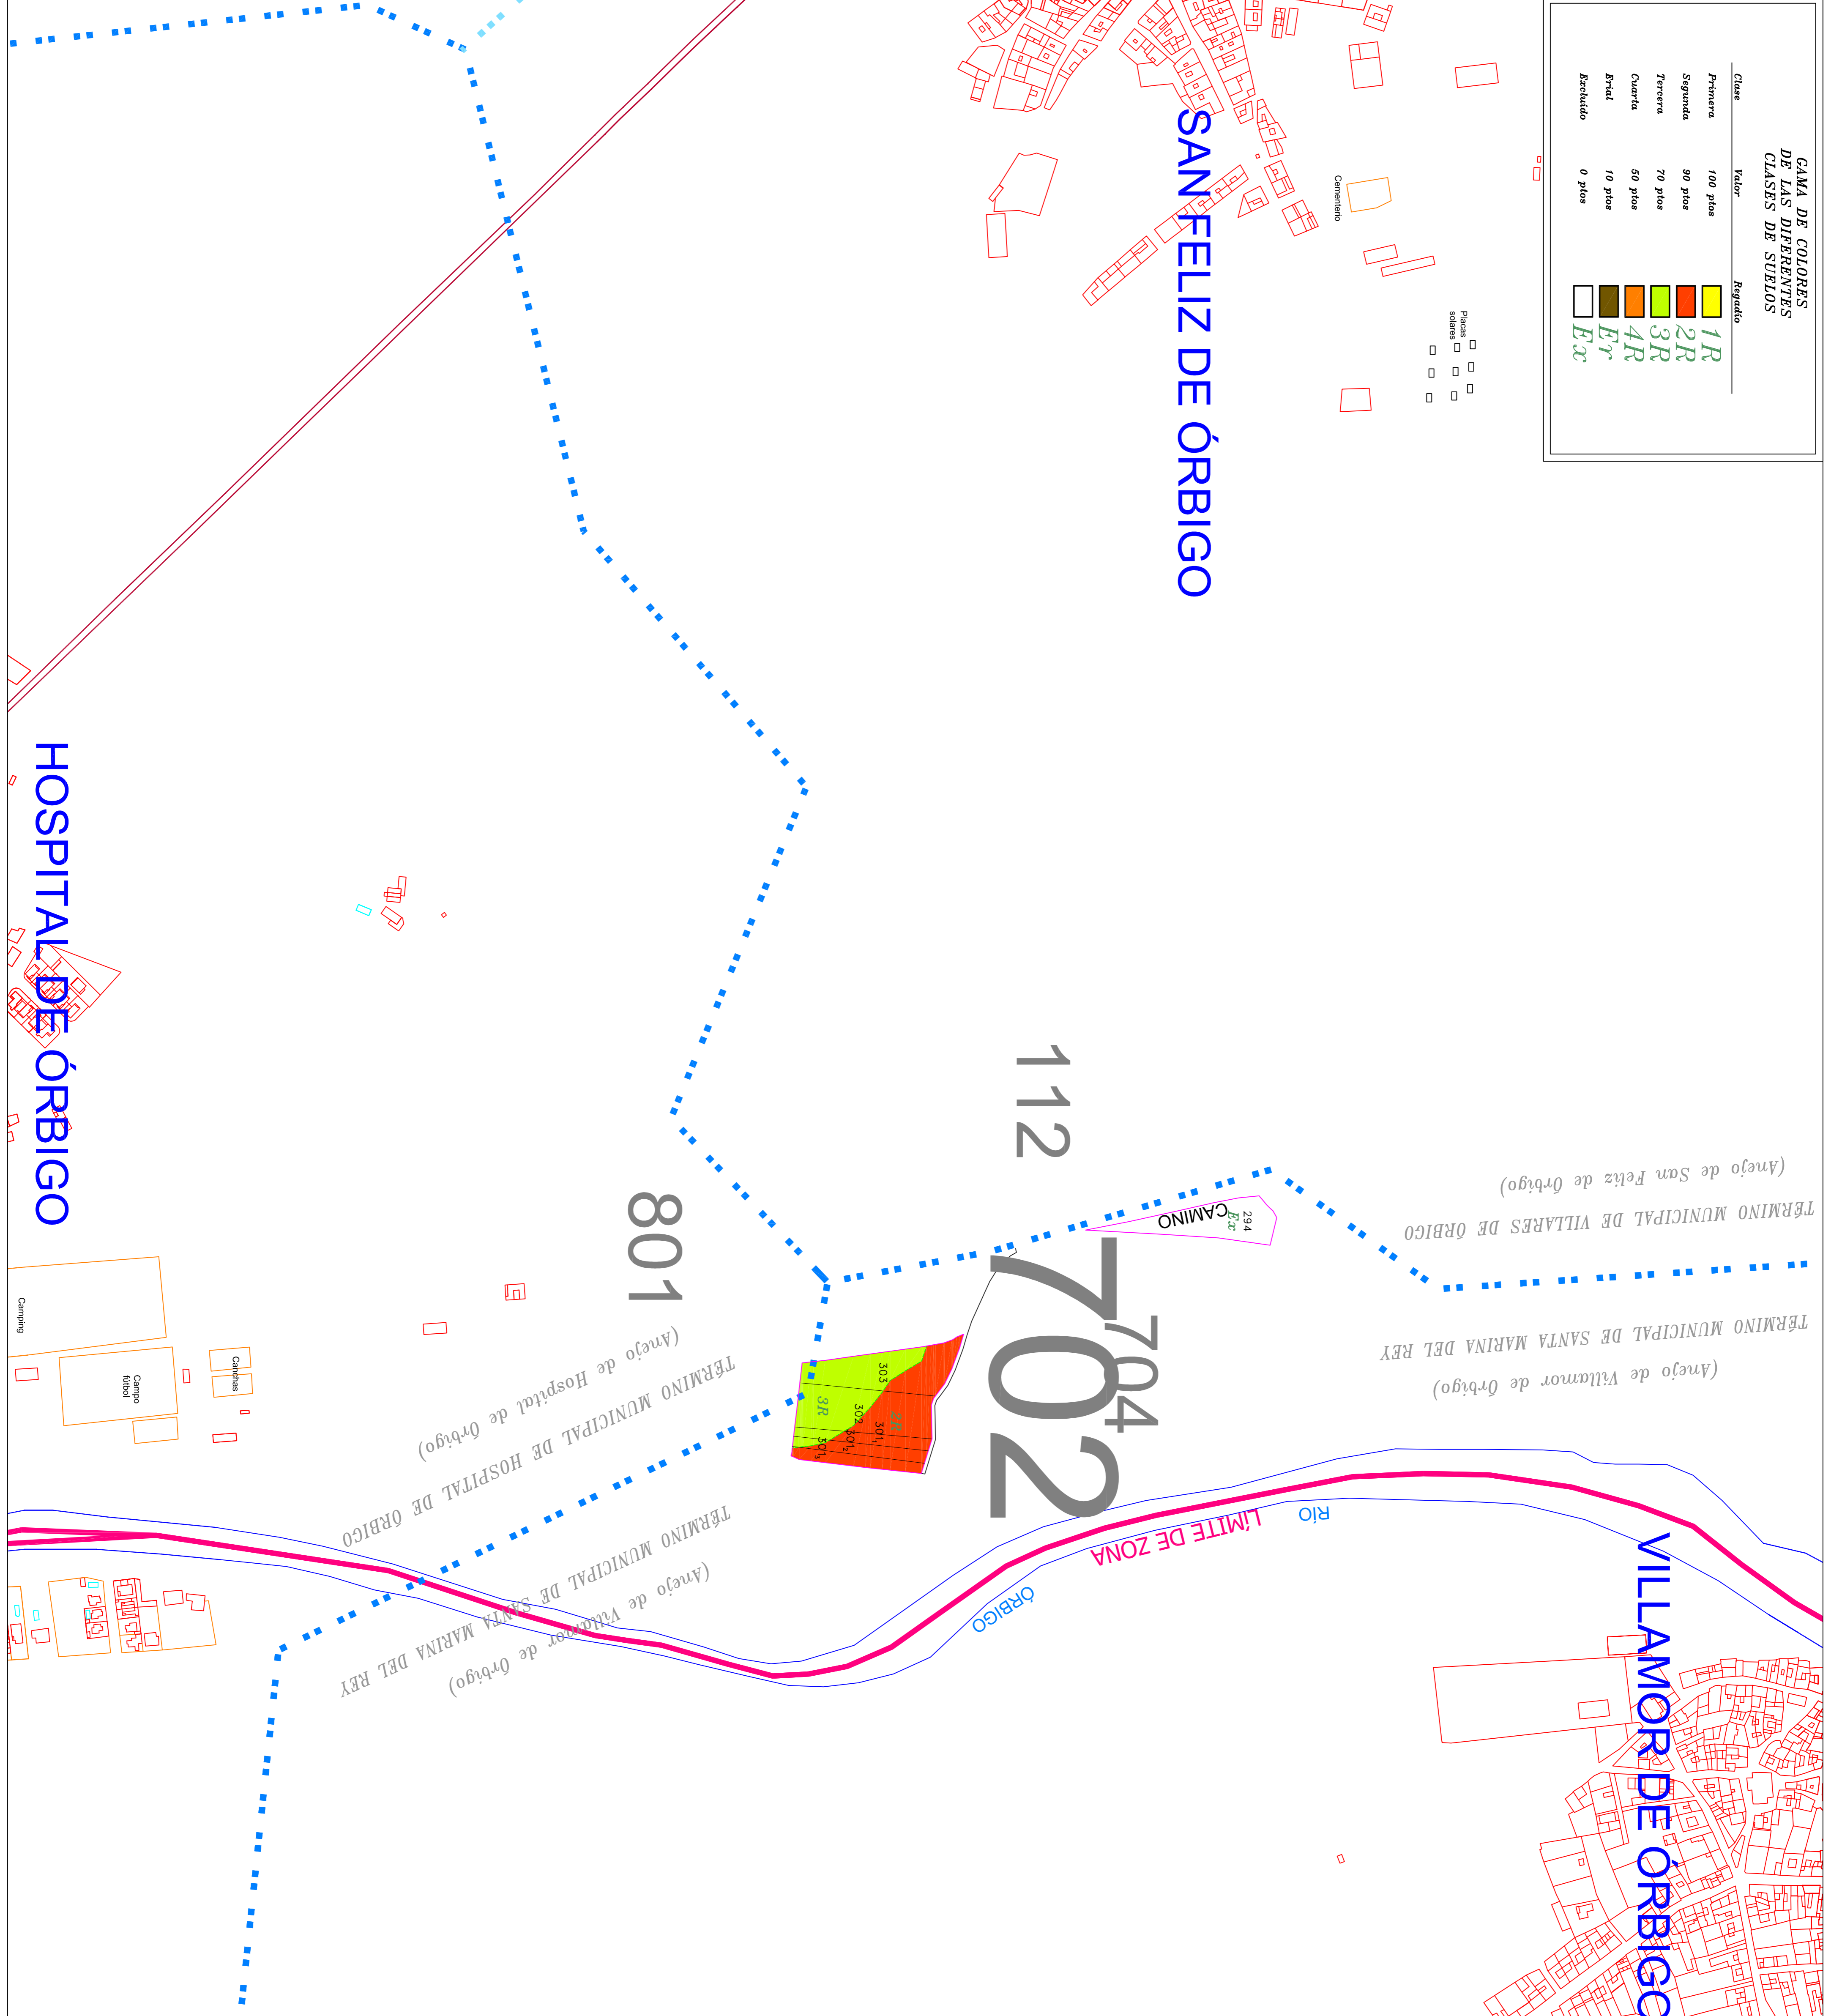 GAMA DE COLORES
DE LAS DIFERENTES
CLASES DE SUELOS
Clase Valor Regadío
Primera 100 ptos 1R
Segunda 90 ptos 2R
Tercera 70 ptos 3R
Cuarta 50 ptos 4R
Erial 10 ptos Er
Excluido 0 ptos Ex
SAN FELIZ DE ÓRBIGO
Cementerio
Placas
solares
HOSPITAL DE ÓRBIGO
VILLAMOR DE ÓRBIGO
112
801
702
704
294
Ex
CAMINO
303
302
301₁
301₂
301₃
2R
3R
(Anejo de San Feliz de Órbigo)
TÉRMINO MUNICIPAL DE VILLARES DE ÓRBIGO
TÉRMINO MUNICIPAL DE SANTA MARINA DEL REY
(Anejo de Villamor de Órbigo)
(Anejo de Hospital de Órbigo)
TÉRMINO MUNICIPAL DE HOSPITAL DE ÓRBIGO
TÉRMINO MUNICIPAL DE SANTA MARINA DEL REY
(Anejo de Villamor de Órbigo)
LÍMITE DE ZONA
RÍO
ÓRBIGO
Camping
Campo
fútbol
Canchas